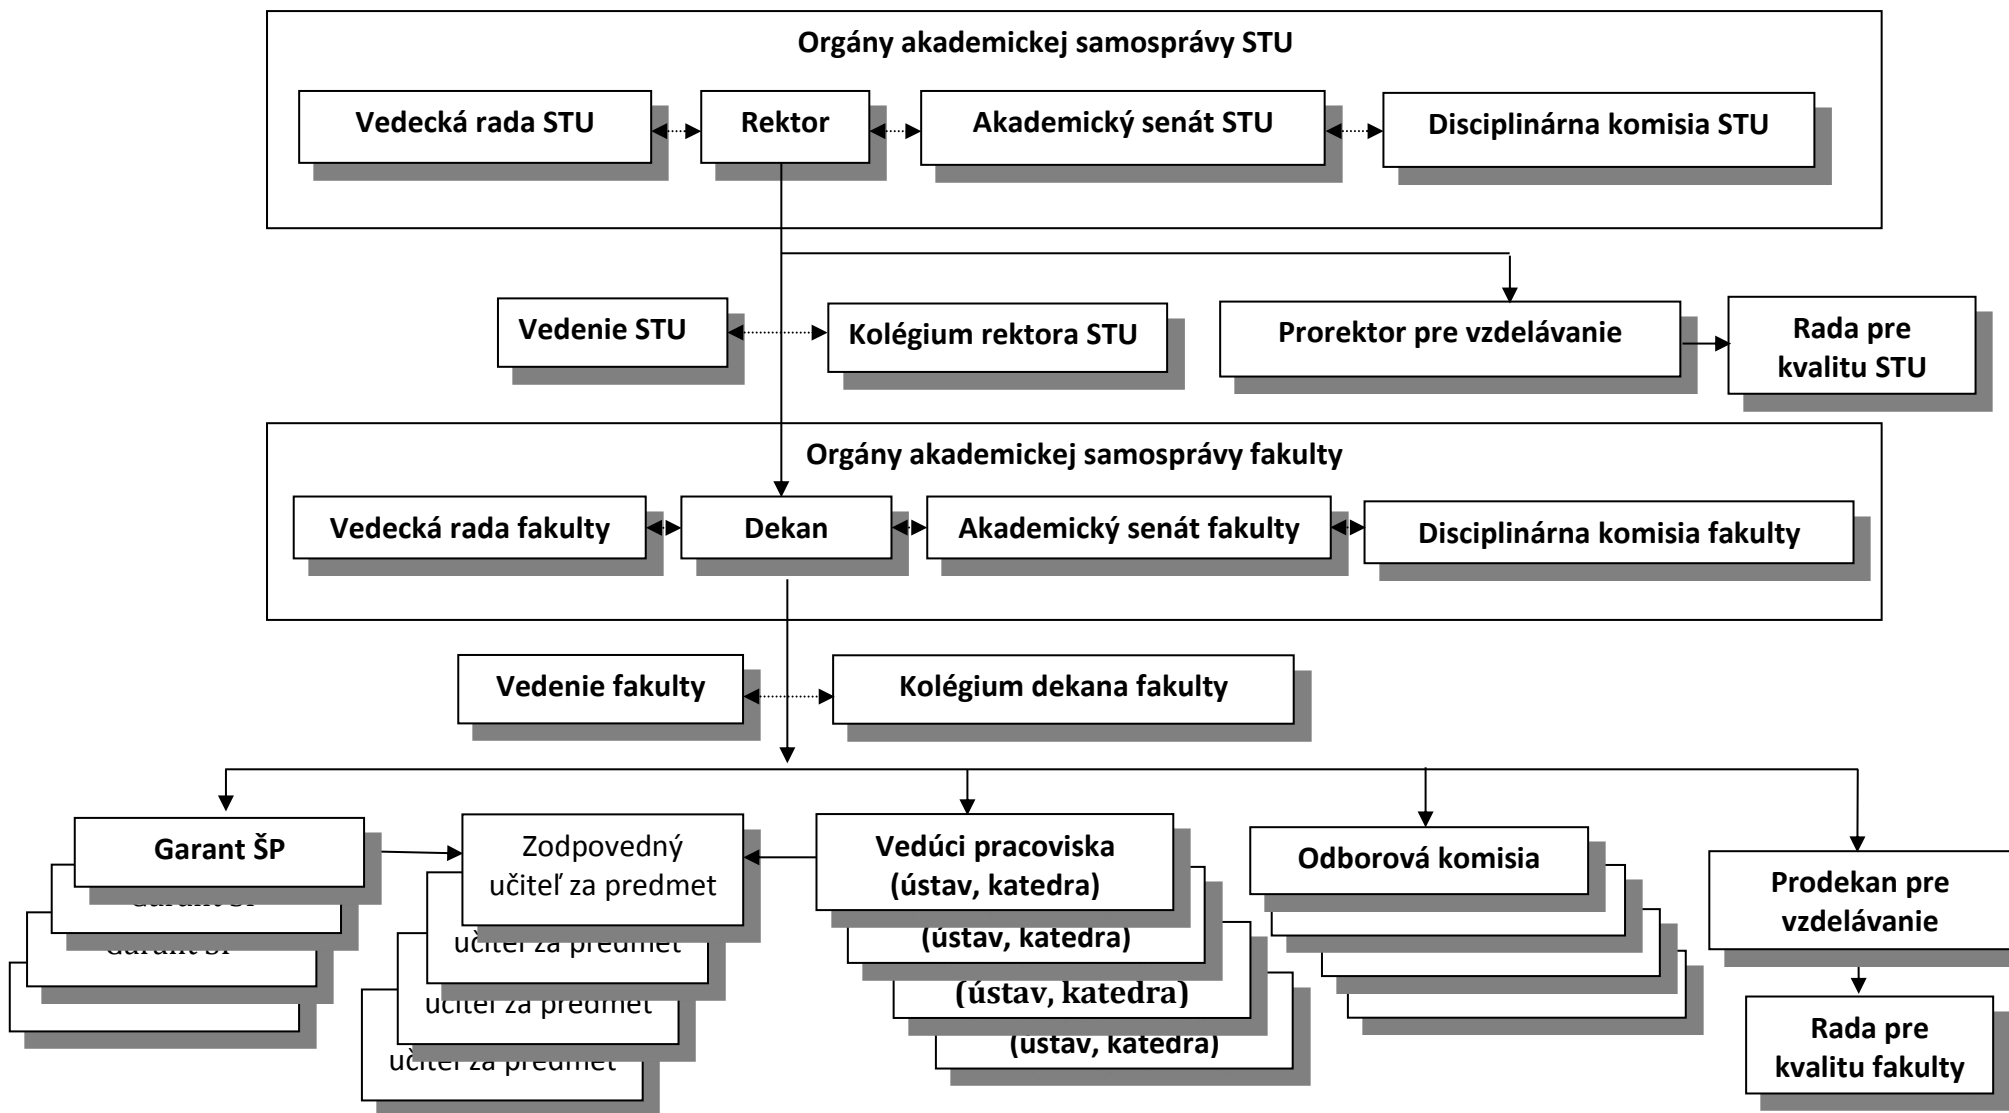 Orgány akademickej samosprávy STU
Vedecká rada STU
Rektor
Akademický senát STU
Disciplinárna komisia STU
Vedenie STU
Kolégium rektora STU
Prorektor pre vzdelávanie
Rada pre
kvalitu STU
Orgány akademickej samosprávy fakulty
Vedecká rada fakulty
Dekan
Akademický senát fakulty
Disciplinárna komisia fakulty
Vedenie fakulty
Kolégium dekana fakulty
Garant ŠP
Zodpovedný
učiteľ za predmet
Vedúci pracoviska
(ústav, katedra)
Odborová komisia
Prodekan pre
vzdelávanie
Garant ŠP
Garant ŠP
učiteľ za predmet
učiteľ za predmet
učiteľ za predmet
(ústav, katedra)
(ústav, katedra)
(ústav, katedra)
Rada pre
kvalitu fakulty